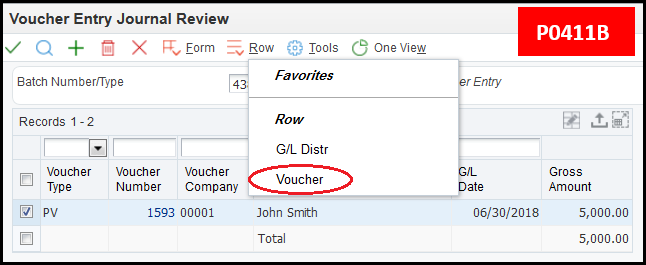 Voucher Entry Journal Review
P0411B
Form Row Tools One View
Batch Number/Type 43 er Entry
Favorites
Row
G/L Distr
Voucher
Records 1 - 2
Voucher Type Voucher Number Voucher Company G/L Date Gross Amount
PV 1593 00001 John Smith 06/30/2018 5,000.00
Total 5,000.00